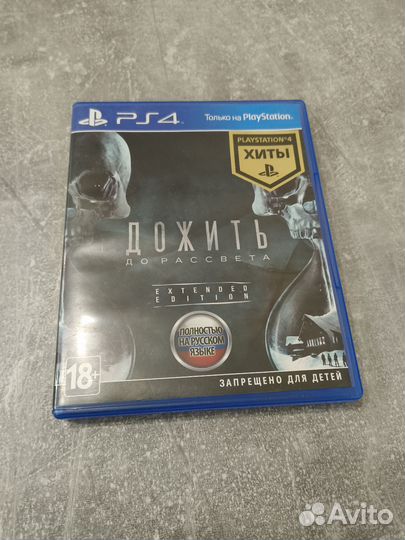 PS4
Только на PlayStation.
PLAYSTATION®4
ХИТЫ
ДОЖИТЬ
ДО РАССВЕТА
EXTENDED
EDITION
ПОЛНОСТЬЮ
НА РУССКОМ
ЯЗЫКЕ
18+
ЗАПРЕЩЕНО ДЛЯ ДЕТЕЙ
Avito